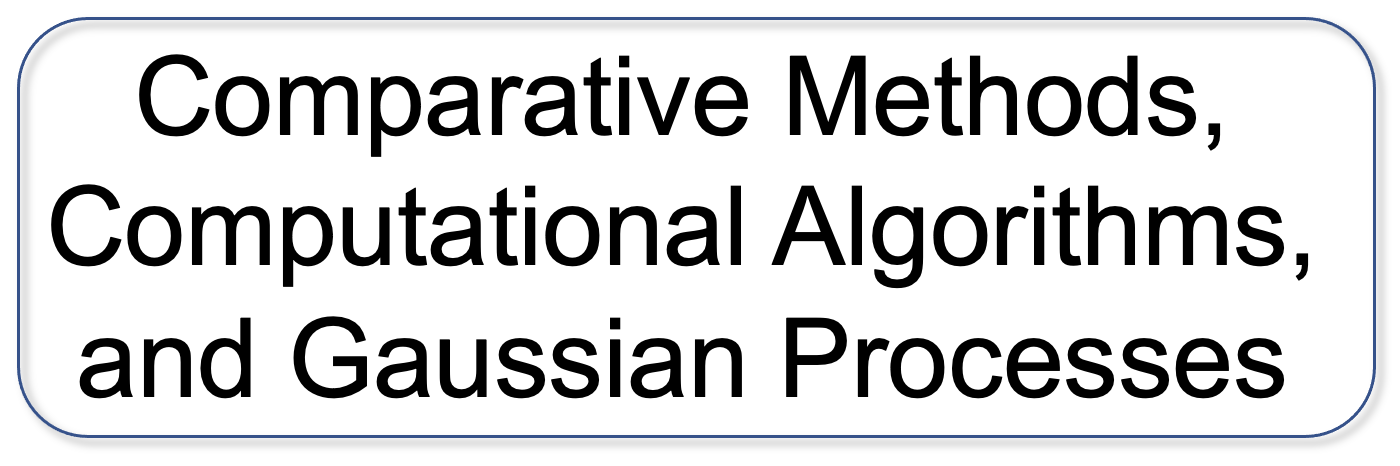 Comparative Methods,
Computational Algorithms,
and Gaussian Processes